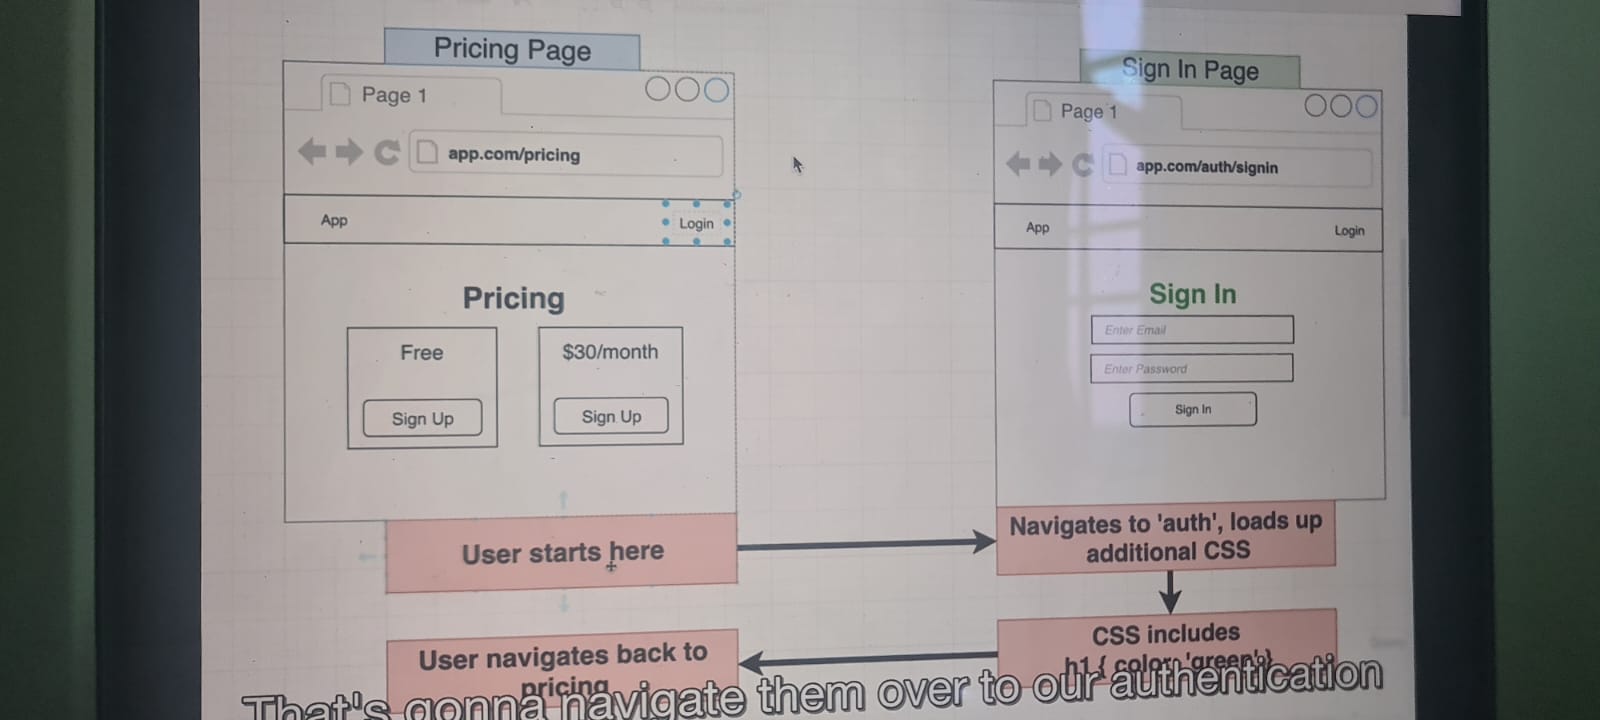 Pricing Page
Page 1
app.com/pricing
App
Login
Pricing
Free
$30/month
Sign Up
Sign Up
User starts here
User navigates back to
pricing
Sign In Page
Page 1
app.com/auth/signin
App
Login
Sign In
Enter Email
Enter Password
Sign In
Navigates to 'auth', loads up
additional CSS
CSS includes
h1 { color: 'green'}
That's gonna navigate them over to our authentication